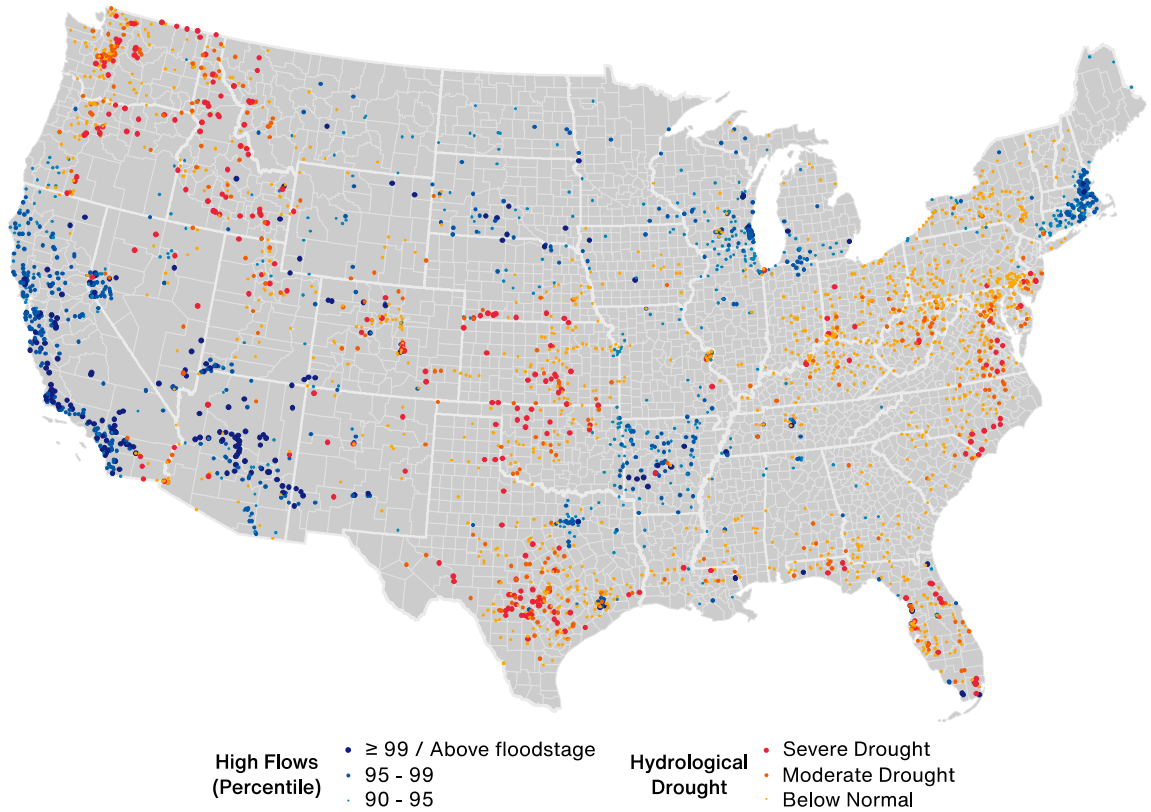 High Flows
(Percentile)
≥ 99 / Above floodstage
95 - 99
90 - 95
Hydrological
Drought
Severe Drought
Moderate Drought
Below Normal